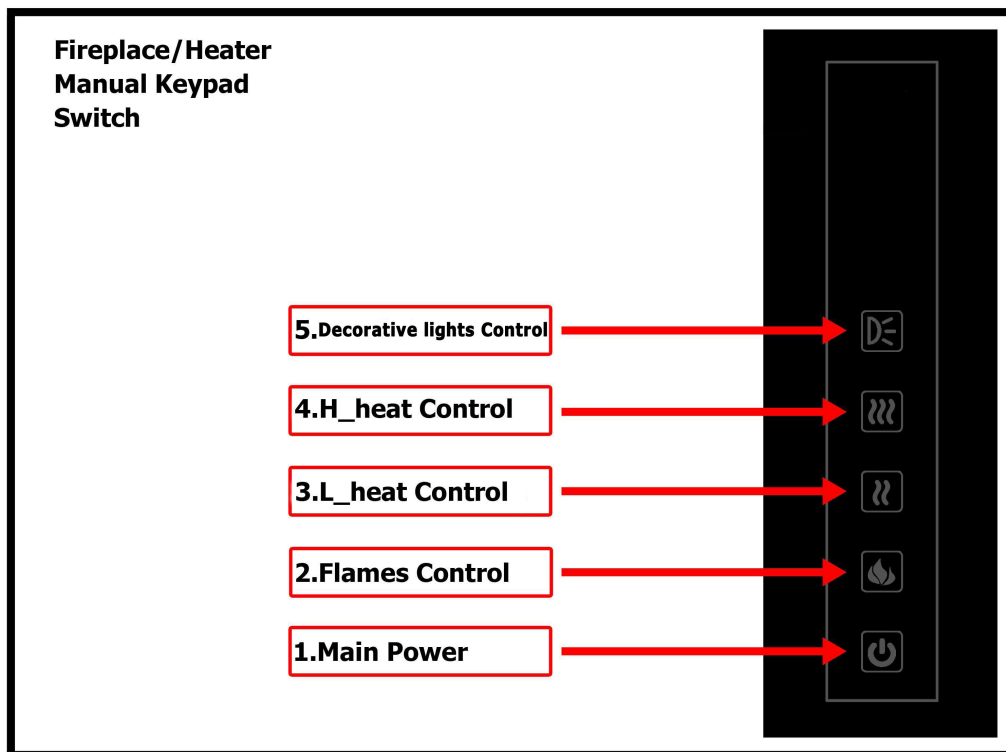 Fireplace/Heater
Manual Keypad
Switch
5.Decorative lights Control
4.H_heat Control
3.L_heat Control
2.Flames Control
1.Main Power